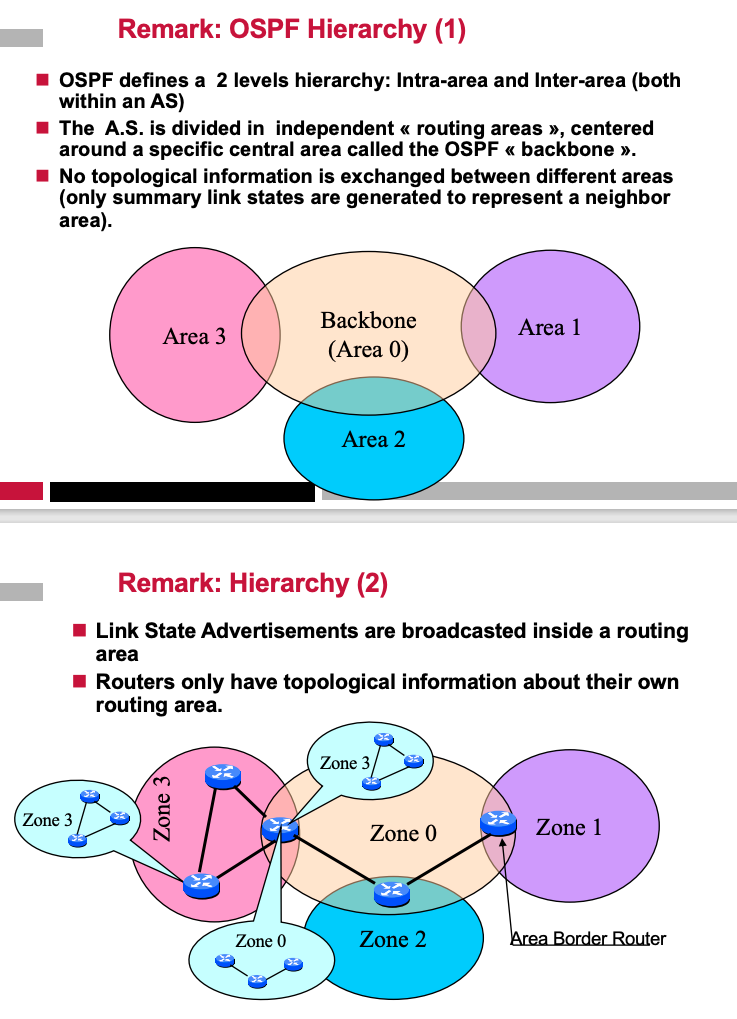 Remark: OSPF Hierarchy (1)
OSPF defines a  2 levels hierarchy: Intra-area and Inter-area (both
within an AS)
The  A.S. is divided in  independent « routing areas », centered
around a specific central area called the OSPF « backbone ».
No topological information is exchanged between different areas
(only summary link states are generated to represent a neighbor
area).
Area 3
Backbone
(Area 0)
Area 1
Area 2
Remark: Hierarchy (2)
Link State Advertisements are broadcasted inside a routing
area
Routers only have topological information about their own
routing area.
Zone 3
Zone 3
Zone 3
Zone 0
Zone 1
Zone 0
Zone 2
Area Border Router